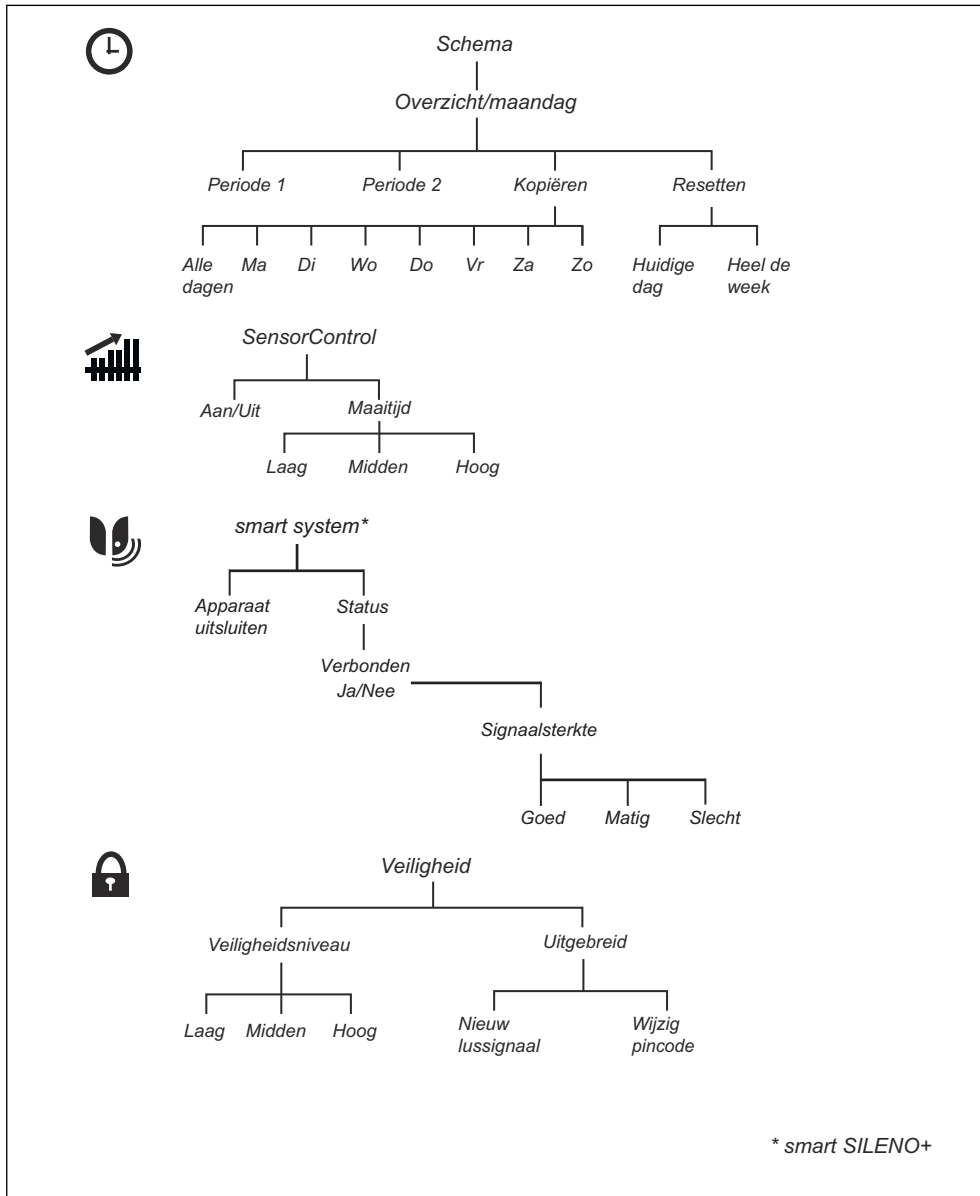 Schema
Overzicht/maandag
Periode 1 Periode 2 Kopiëren Resetten
Alle dagen Ma Di Wo Do Vr Za Zo Huidige dag Heel de week
SensorControl
Aan/Uit Maaitijd
Laag Midden Hoog
smart system*
Apparaat uitsluiten Status
Verbonden
Ja/Nee
Signaalsterkte
Goed Matig Slecht
Veiligheid
Veiligheidsniveau Uitgebreid
Laag Midden Hoog Nieuw lussignaal Wijzig pincode
* smart SILENO+